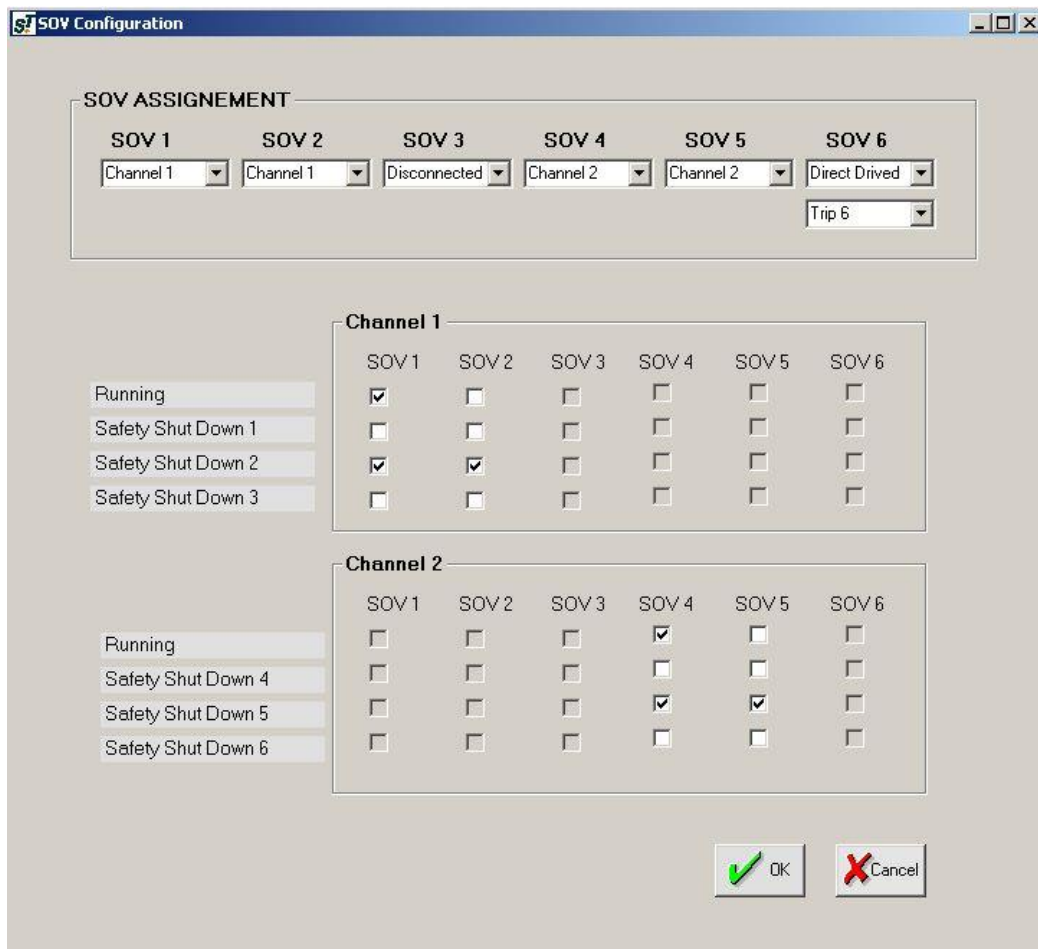 SOV Configuration
SOV ASSIGNEMENT
SOV 1 SOV 2 SOV 3 SOV 4 SOV 5 SOV 6
Channel 1 Channel 1 Disconnected Channel 2 Channel 2 Direct Drived
Trip 6
Channel 1
SOV 1 SOV 2 SOV 3 SOV 4 SOV 5 SOV 6
Running
Safety Shut Down 1
Safety Shut Down 2
Safety Shut Down 3
Channel 2
SOV 1 SOV 2 SOV 3 SOV 4 SOV 5 SOV 6
Running
Safety Shut Down 4
Safety Shut Down 5
Safety Shut Down 6
OK Cancel